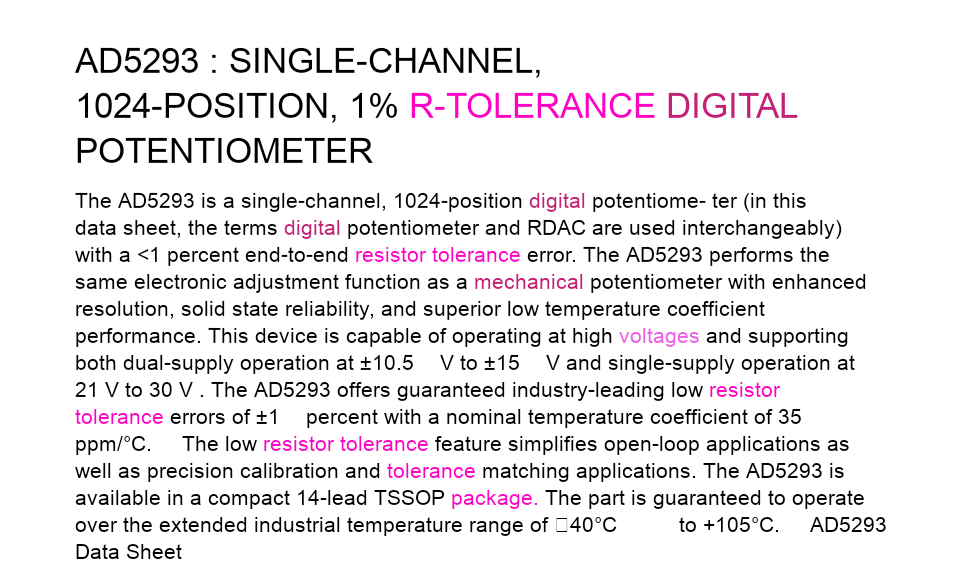 AD5293 : SINGLE-CHANNEL,
1024-POSITION, 1% R-TOLERANCE DIGITAL
POTENTIOMETER
The AD5293 is a single-channel, 1024-position digital potentiome- ter (in this
data sheet, the terms digital potentiometer and RDAC are used interchangeably)
with a <1 percent end-to-end resistor tolerance error. The AD5293 performs the
same electronic adjustment function as a mechanical potentiometer with enhanced
resolution, solid state reliability, and superior low temperature coefficient
performance. This device is capable of operating at high voltages and supporting
both dual-supply operation at ±10.5 V to ±15 V and single-supply operation at
21 V to 30 V . The AD5293 offers guaranteed industry-leading low resistor
tolerance errors of ±1 percent with a nominal temperature coefficient of 35
ppm/°C. The low resistor tolerance feature simplifies open-loop applications as
well as precision calibration and tolerance matching applications. The AD5293 is
available in a compact 14-lead TSSOP package. The part is guaranteed to operate
over the extended industrial temperature range of □40°C to +105°C. AD5293
Data Sheet